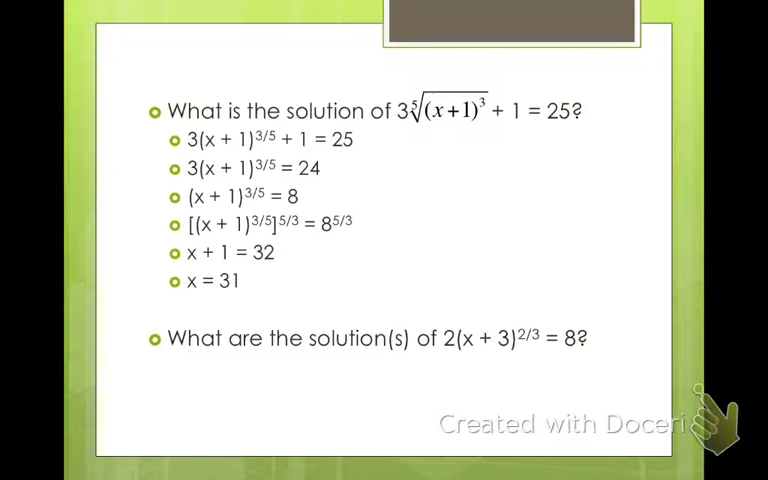 What is the solution of 3⁵√(x+1)³ + 1 = 25?
3(x + 1)^3/5 + 1 = 25
3(x + 1)^3/5 = 24
(x + 1)^3/5 = 8
[(x + 1)^3/5]^5/3 = 8^5/3
x + 1 = 32
x = 31
What are the solution(s) of 2(x + 3)^2/3 = 8?
Created with Doceri